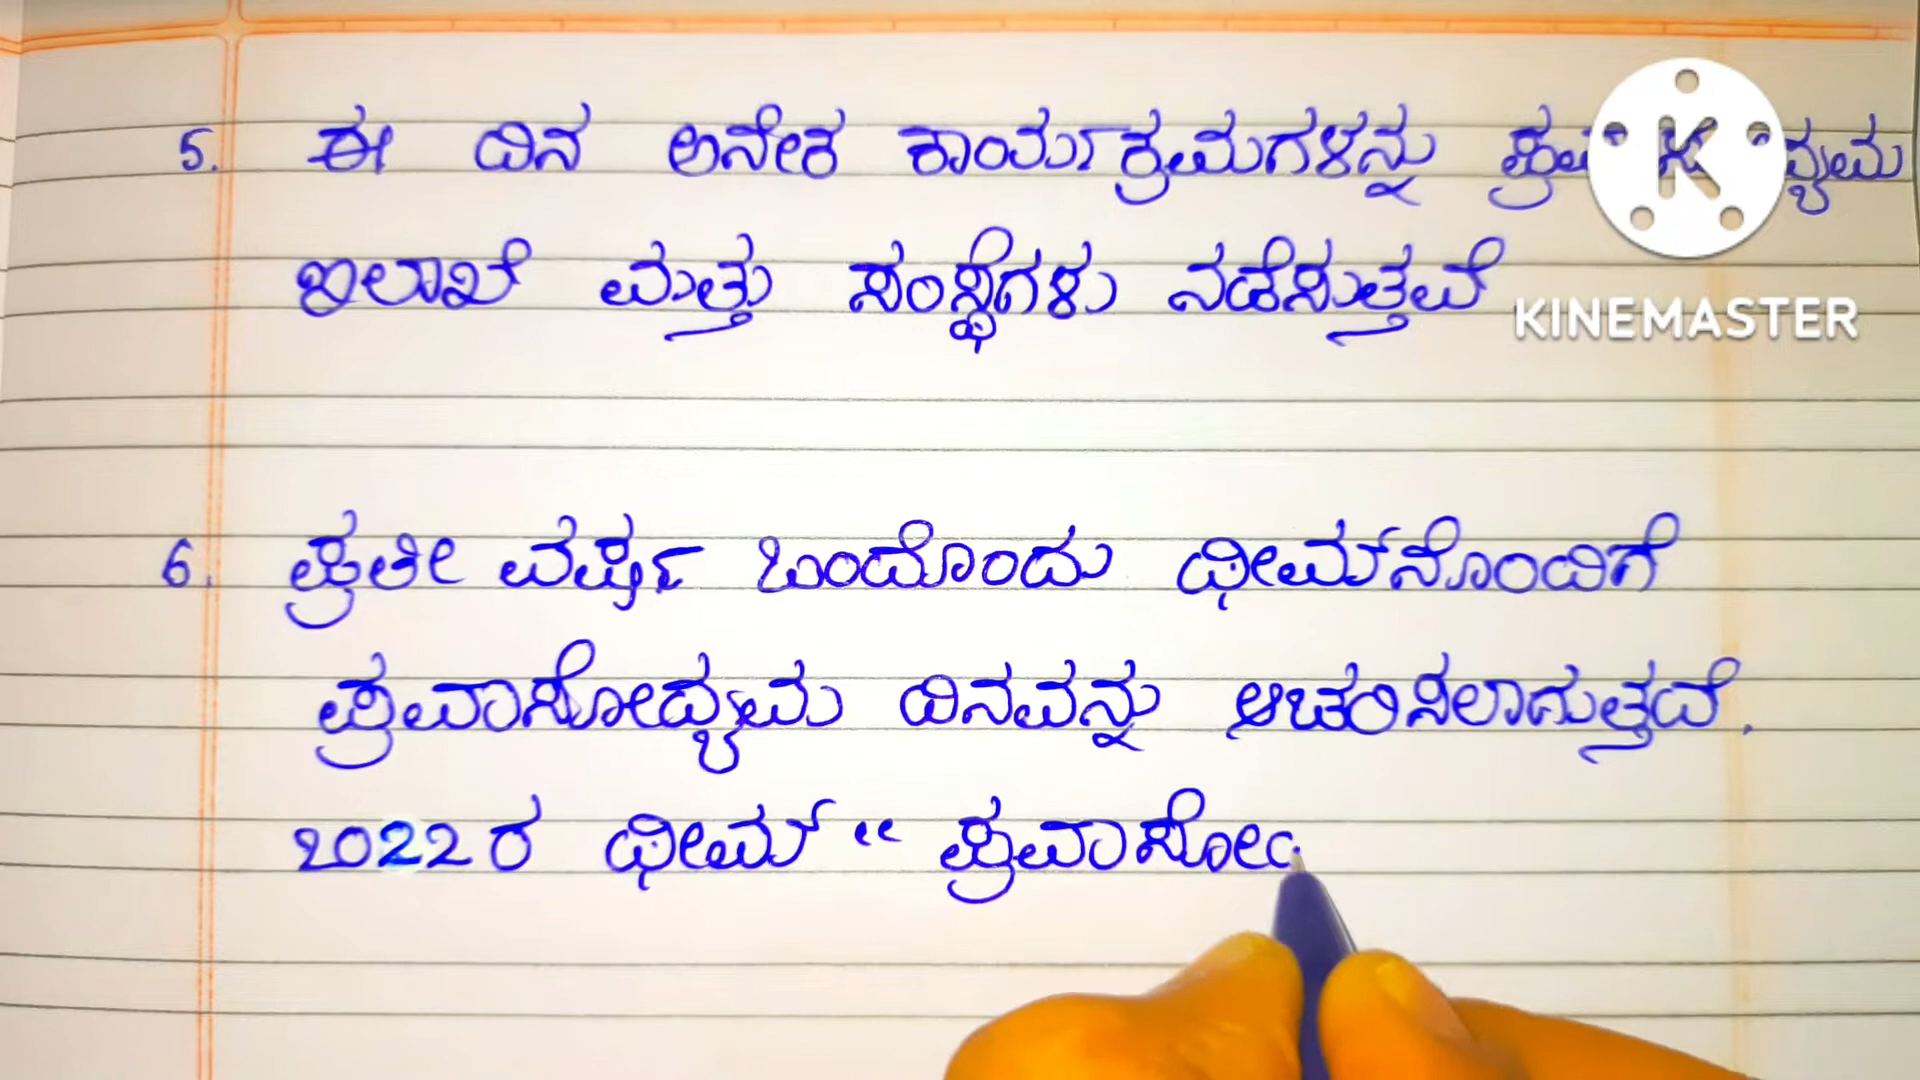 5. ಈ ದಿನ ಅನೇಕ ಕಾರ್ಯಕ್ರಮಗಳನ್ನು
ಇಲಾಖೆ ಮತ್ತು ಸಂಸ್ಥೆಗಳು ನಡೆಸುತ್ತವೆ
KINEMASTER
6. ಪ್ರತೀ ವರ್ಷ ಒಂದೊಂದು ಥೀಮ್‌ನೊಂದಿಗೆ
ಪ್ರವಾಸೋದ್ಯಮ ದಿನವನ್ನು ಆಚರಿಸಲಾಗುತ್ತದೆ.
2022ರ ಥೀಮ್ "